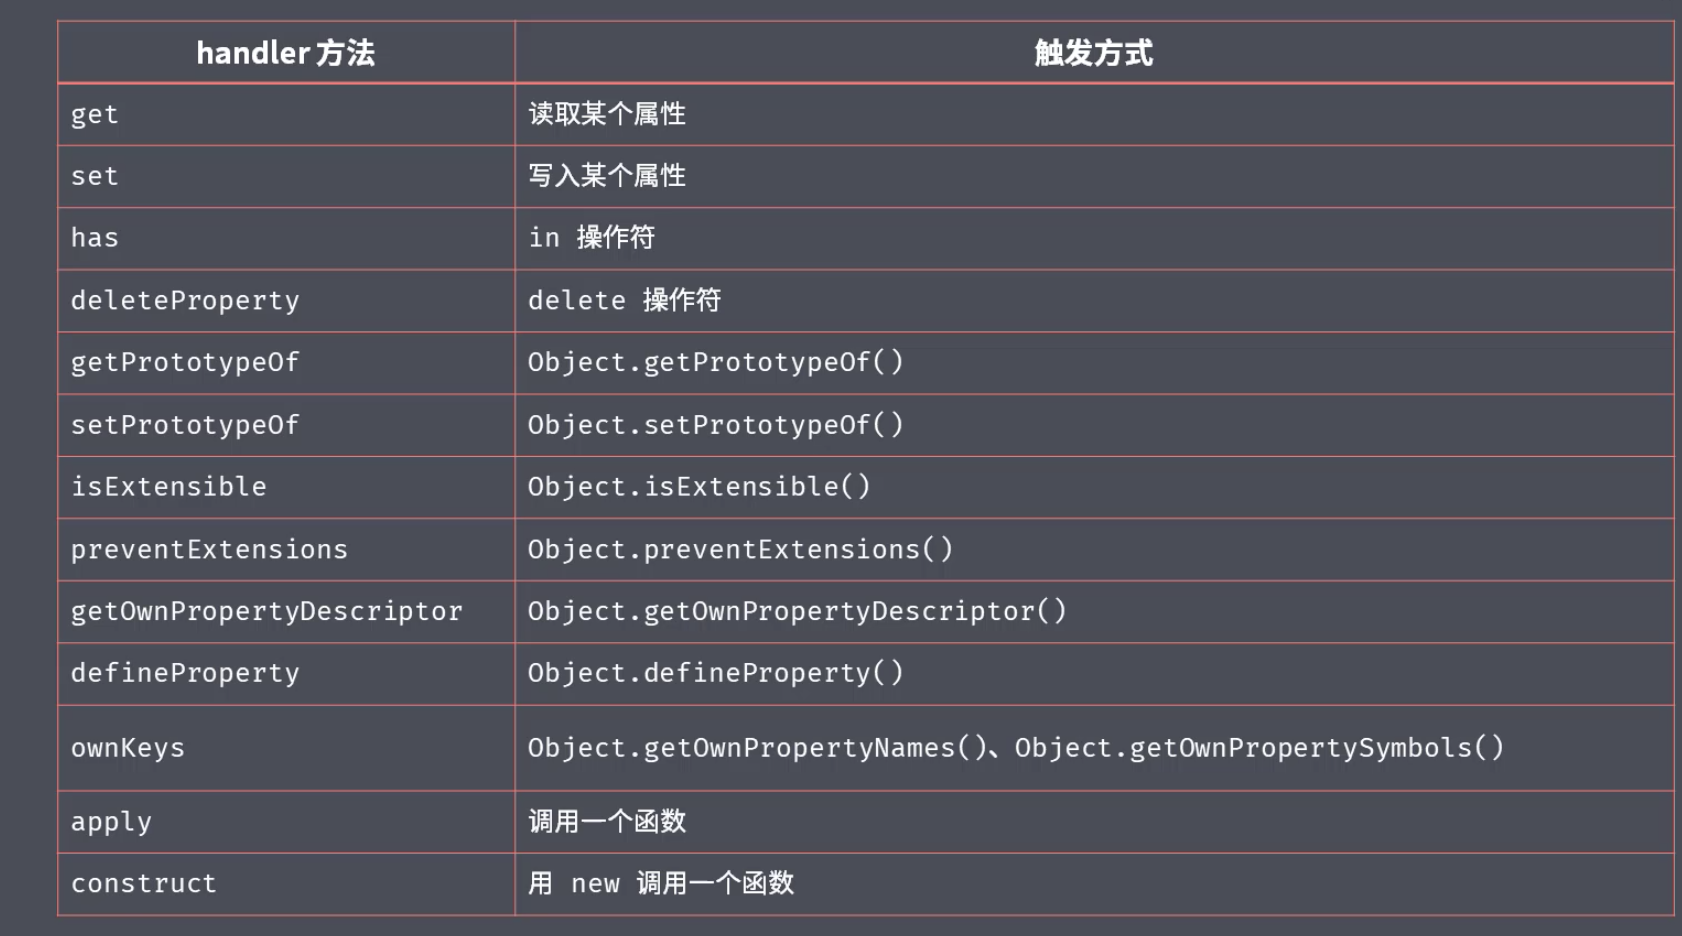 handler 方法 触发方式
get 读取某个属性
set 写入某个属性
has in 操作符
deleteProperty delete 操作符
getPrototypeOf Object.getPrototypeOf()
setPrototypeOf Object.setPrototypeOf()
isExtensible Object.isExtensible()
preventExtensions Object.preventExtensions()
getOwnPropertyDescriptor Object.getOwnPropertyDescriptor()
defineProperty Object.defineProperty()
ownKeys Object.getOwnPropertyNames()、Object.getOwnPropertySymbols()
apply 调用一个函数
construct 用 new 调用一个函数